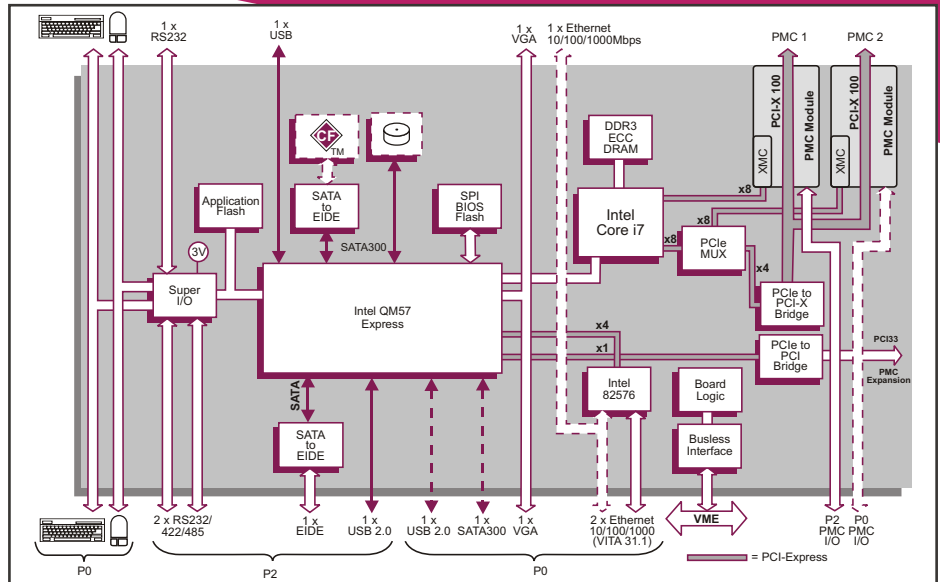 1 x
RS232
1 x
USB
1 x
VGA
1 x Ethernet
10/100/1000Mbps
PMC 1
PMC 2
PCI-X 100
PMC Module
XMC
PCI-X 100
PMC Module
XMC
CF
TM
DDR3
ECC
DRAM
Application
Flash
SATA
to
EIDE
SATA300
SPI
BIOS
Flash
Intel
Core i7
x8
x8
x8
PCIe
MUX
x4
3V
Super
I/O
Intel QM57
Express
PCIe to
PCI-X
Bridge
x4
x1
PCIe to
PCI
Bridge
PCI33
PMC
Expansion
SATA
SATA
to
EIDE
Intel
82576
Board
Logic
Busless
Interface
VME
2 x RS232/
422/485
1 x
EIDE
1 x
USB 2.0
1 x
USB 2.0
1 x
SATA300
1 x
VGA
2 x Ethernet
10/100/1000
(VITA 31.1)
P2
PMC
I/O
P0
PMC
I/O
P0
P2
P0
= PCI-Express